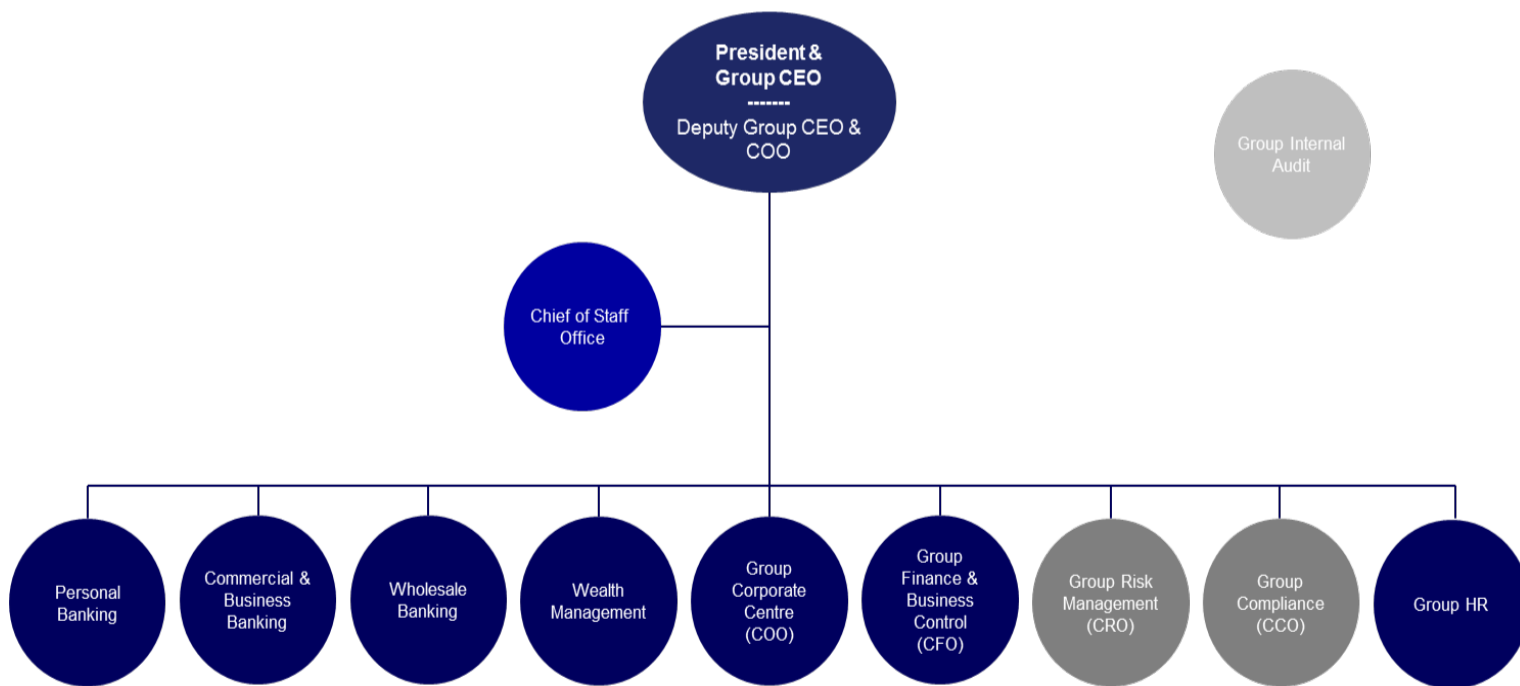 President &
Group CEO
-------
Deputy Group CEO &
COO
Group Internal
Audit
Chief of Staff
Office
Personal
Banking
Commercial &
Business
Banking
Wholesale
Banking
Wealth
Management
Group
Corporate
Centre
(COO)
Group
Finance &
Business
Control
(CFO)
Group Risk
Management
(CRO)
Group
Compliance
(CCO)
Group HR